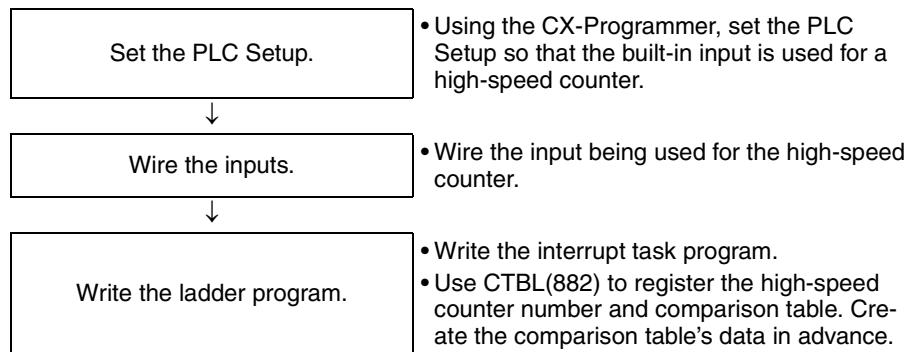 Set the PLC Setup.
• Using the CX-Programmer, set the PLC
Setup so that the built-in input is used for a
high-speed counter.
↓
Wire the inputs.
• Wire the input being used for the high-speed
counter.
↓
Write the ladder program.
• Write the interrupt task program.
• Use CTBL(882) to register the high-speed
counter number and comparison table. Cre-
ate the comparison table's data in advance.